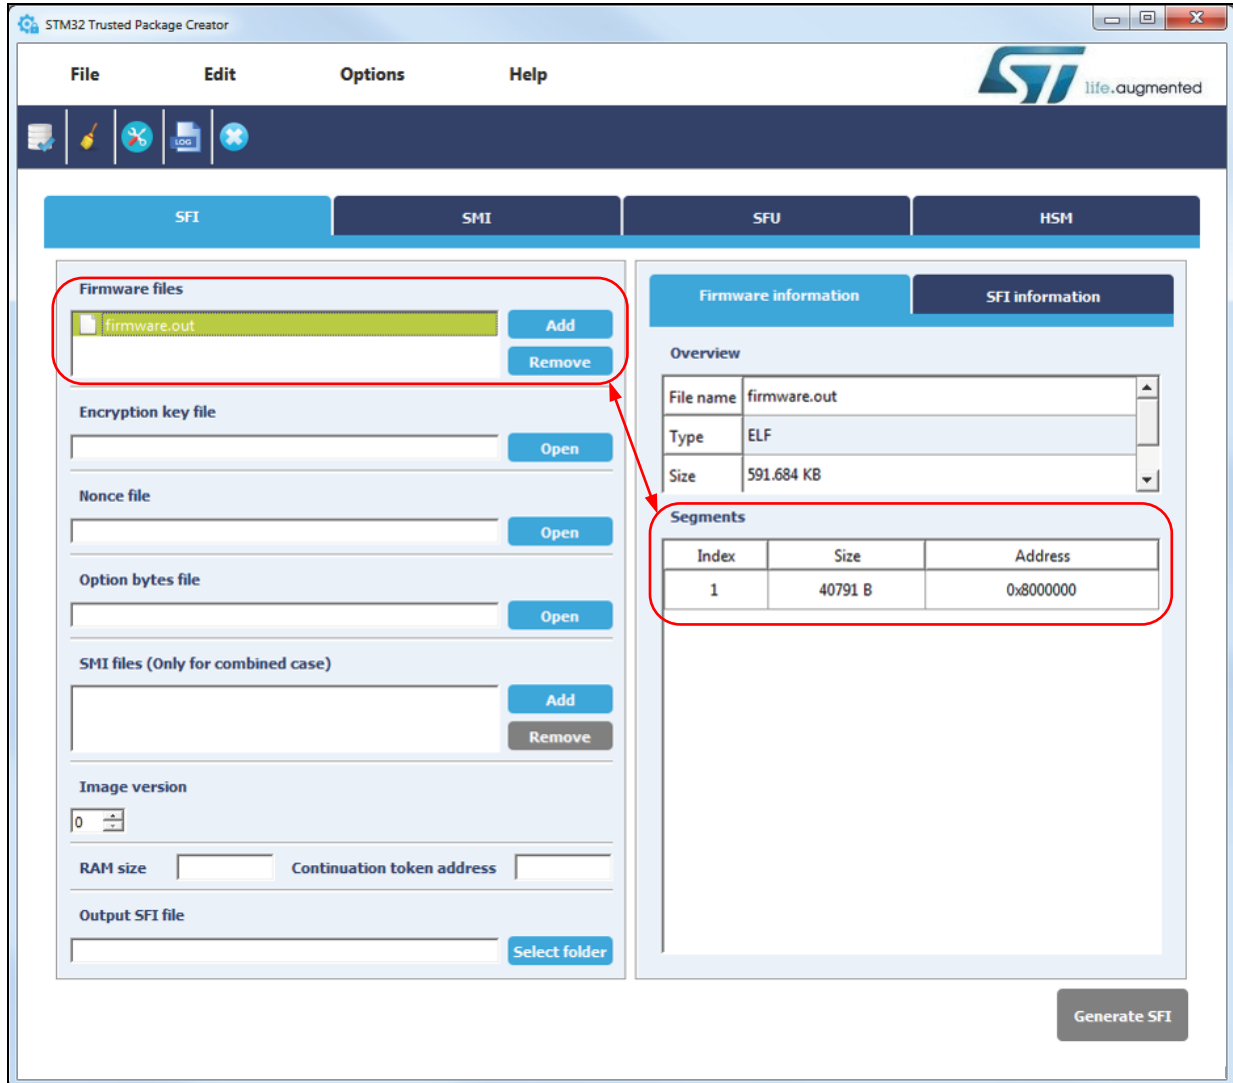 STM32 Trusted Package Creator
File Edit Options Help
ST life.augmented
LOG
SFI SMI SFU HSM
Firmware files
firmware.out
Add
Remove
Encryption key file
Open
Nonce file
Open
Option bytes file
Open
SMI files (Only for combined case)
Add
Remove
Image version
0
RAM size Continuation token address
Output SFI file
Select folder
Firmware information SFI information
Overview
File name firmware.out
Type ELF
Size 591.684 KB
Segments
Index Size Address
1 40791 B 0x8000000
Generate SFI